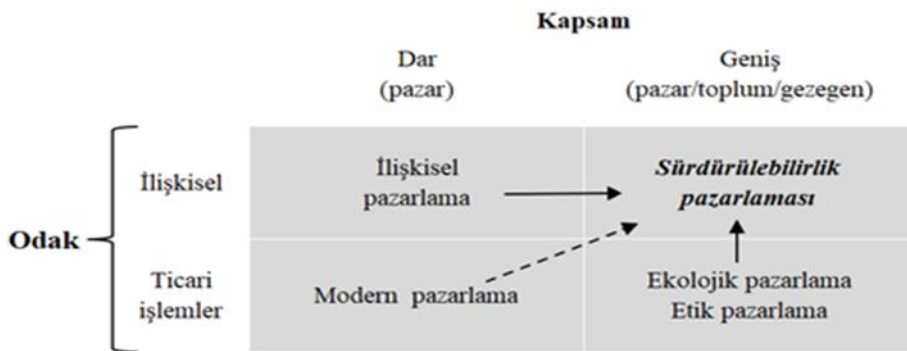 Kapsam
Dar
(pazar)
Geniş
(pazar/toplum/gezegen)
Odak
İlişkisel
İlişkisel
pazarlama
Sürdürülebilirlik
pazarlaması
Ticari
işlemler
Modern pazarlama
Ekolojik pazarlama
Etik pazarlama